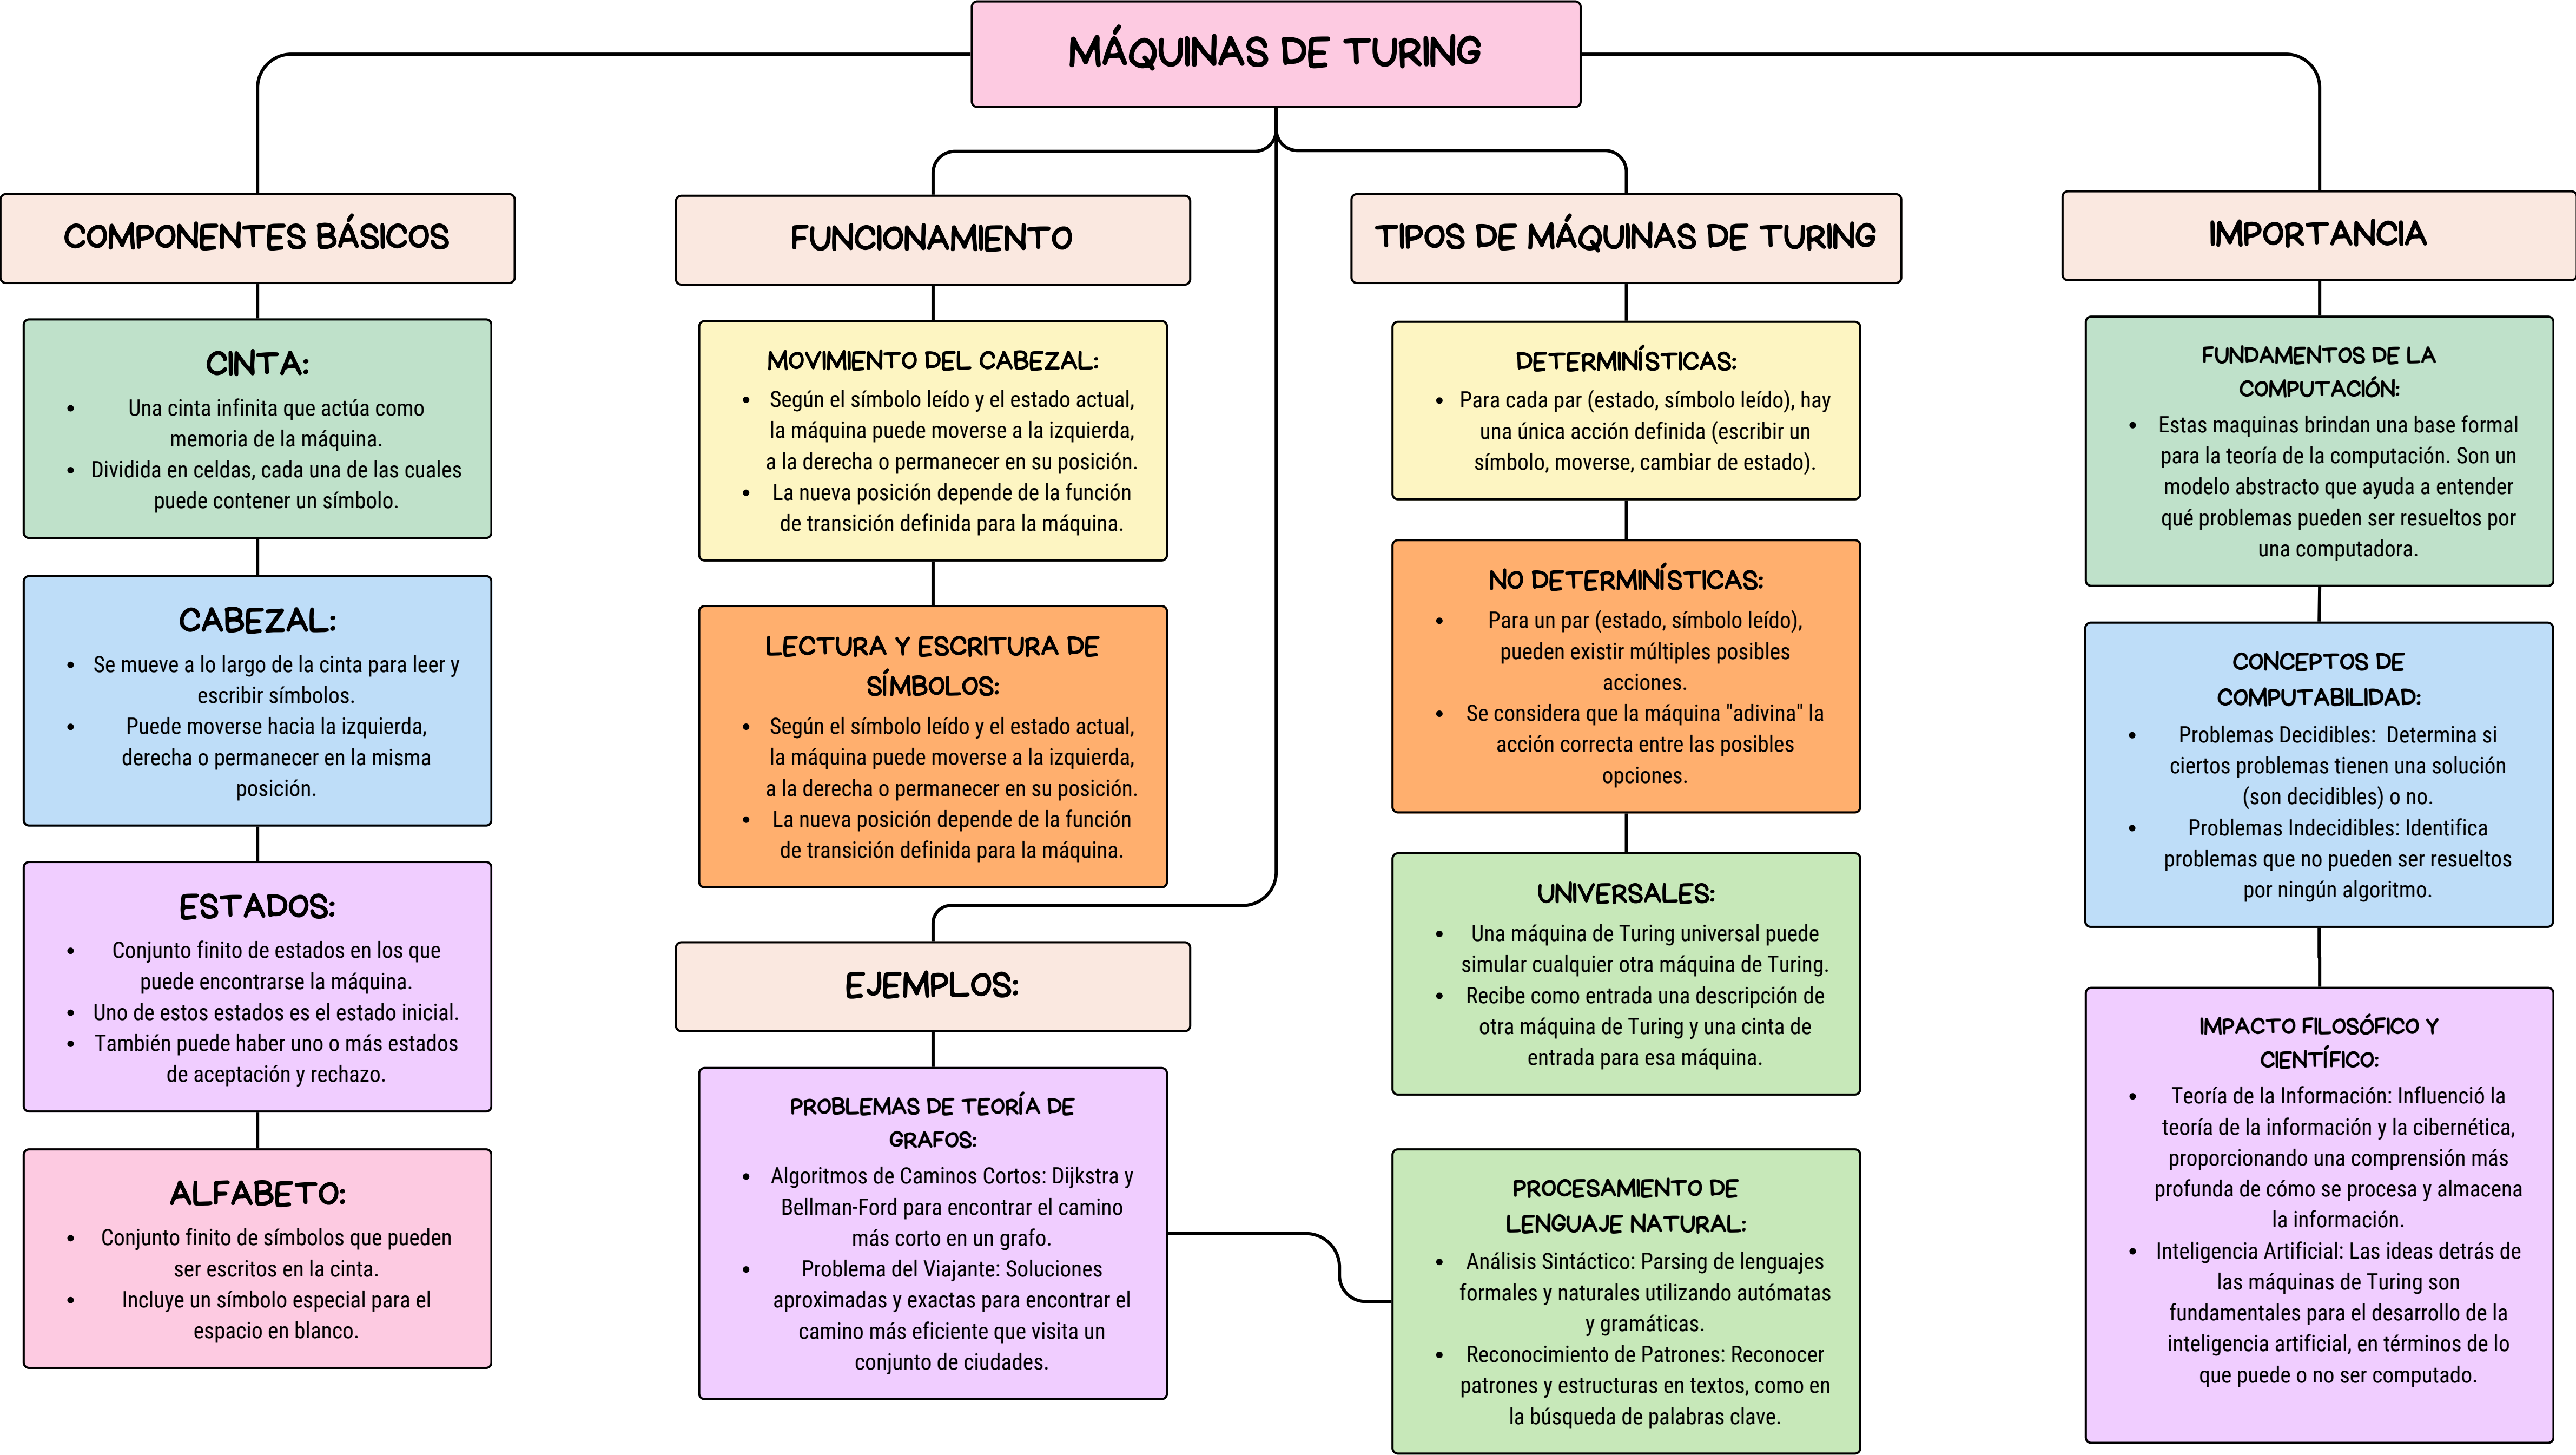 MÁQUINAS DE TURING
COMPONENTES BÁSICOS
CINTA:
• Una cinta infinita que actúa como
memoria de la máquina.
• Dividida en celdas, cada una de las cuales
puede contener un símbolo.
CABEZAL:
• Se mueve a lo largo de la cinta para leer y
escribir símbolos.
• Puede moverse hacia la izquierda,
derecha o permanecer en la misma
posición.
ESTADOS:
• Conjunto finito de estados en los que
puede encontrarse la máquina.
• Uno de estos estados es el estado inicial.
• También puede haber uno o más estados
de aceptación y rechazo.
ALFABETO:
• Conjunto finito de símbolos que pueden
ser escritos en la cinta.
• Incluye un símbolo especial para el
espacio en blanco.
FUNCIONAMIENTO
MOVIMIENTO DEL CABEZAL:
• Según el símbolo leído y el estado actual,
la máquina puede moverse a la izquierda,
a la derecha o permanecer en su posición.
• La nueva posición depende de la función
de transición definida para la máquina.
LECTURA Y ESCRITURA DE
SÍMBOLOS:
• Según el símbolo leído y el estado actual,
la máquina puede moverse a la izquierda,
a la derecha o permanecer en su posición.
• La nueva posición depende de la función
de transición definida para la máquina.
EJEMPLOS:
PROBLEMAS DE TEORÍA DE
GRAFOS:
• Algoritmos de Caminos Cortos: Dijkstra y
Bellman-Ford para encontrar el camino
más corto en un grafo.
• Problema del Viajante: Soluciones
aproximadas y exactas para encontrar el
camino más eficiente que visita un
conjunto de ciudades.
TIPOS DE MÁQUINAS DE TURING
DETERMINÍSTICAS:
• Para cada par (estado, símbolo leído), hay
una única acción definida (escribir un
símbolo, moverse, cambiar de estado).
NO DETERMINÍSTICAS:
• Para un par (estado, símbolo leído),
pueden existir múltiples posibles
acciones.
• Se considera que la máquina "adivina" la
acción correcta entre las posibles
opciones.
UNIVERSALES:
• Una máquina de Turing universal puede
simular cualquier otra máquina de Turing.
• Recibe como entrada una descripción de
otra máquina de Turing y una cinta de
entrada para esa máquina.
PROCESAMIENTO DE
LENGUAJE NATURAL:
• Análisis Sintáctico: Parsing de lenguajes
formales y naturales utilizando autómatas
y gramáticas.
• Reconocimiento de Patrones: Reconocer
patrones y estructuras en textos, como en
la búsqueda de palabras clave.
IMPORTANCIA
FUNDAMENTOS DE LA
COMPUTACIÓN:
• Estas maquinas brindan una base formal
para la teoría de la computación. Son un
modelo abstracto que ayuda a entender
qué problemas pueden ser resueltos por
una computadora.
CONCEPTOS DE
COMPUTABILIDAD:
• Problemas Decidibles: Determina si
ciertos problemas tienen una solución
(son decidibles) o no.
• Problemas Indecidibles: Identifica
problemas que no pueden ser resueltos
por ningún algoritmo.
IMPACTO FILOSÓFICO Y
CIENTÍFICO:
• Teoría de la Información: Influenció la
teoría de la información y la cibernética,
proporcionando una comprensión más
profunda de cómo se procesa y almacena
la información.
• Inteligencia Artificial: Las ideas detrás de
las máquinas de Turing son
fundamentales para el desarrollo de la
inteligencia artificial, en términos de lo
que puede o no ser computado.